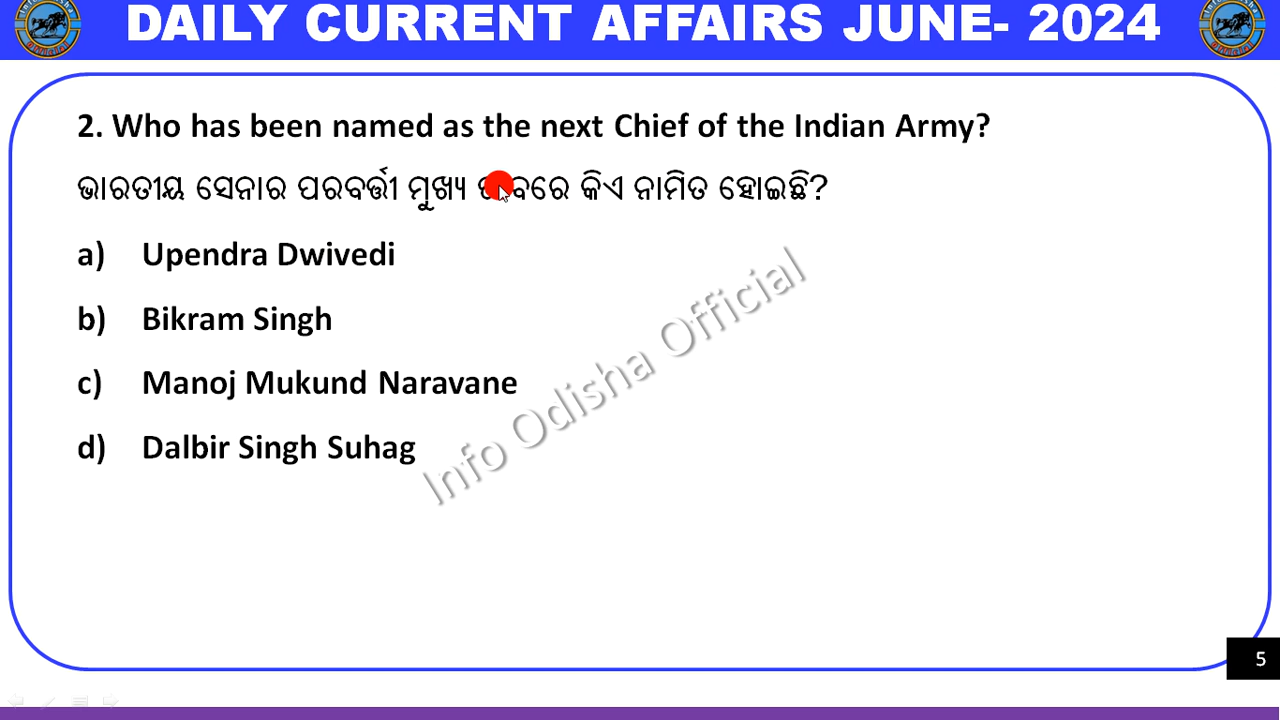 DAILY CURRENT AFFAIRS JUNE- 2024
2. Who has been named as the next Chief of the Indian Army?
ଭାରତୀୟ ସେନାର ପରବର୍ତ୍ତୀ ମୁଖ୍ୟ କିଏ ନାମିତ ହୋଇଛି?
a) Upendra Dwivedi
b) Bikram Singh
c) Manoj Mukund Naravane
d) Dalbir Singh Suhag
Info Odisha Official
5